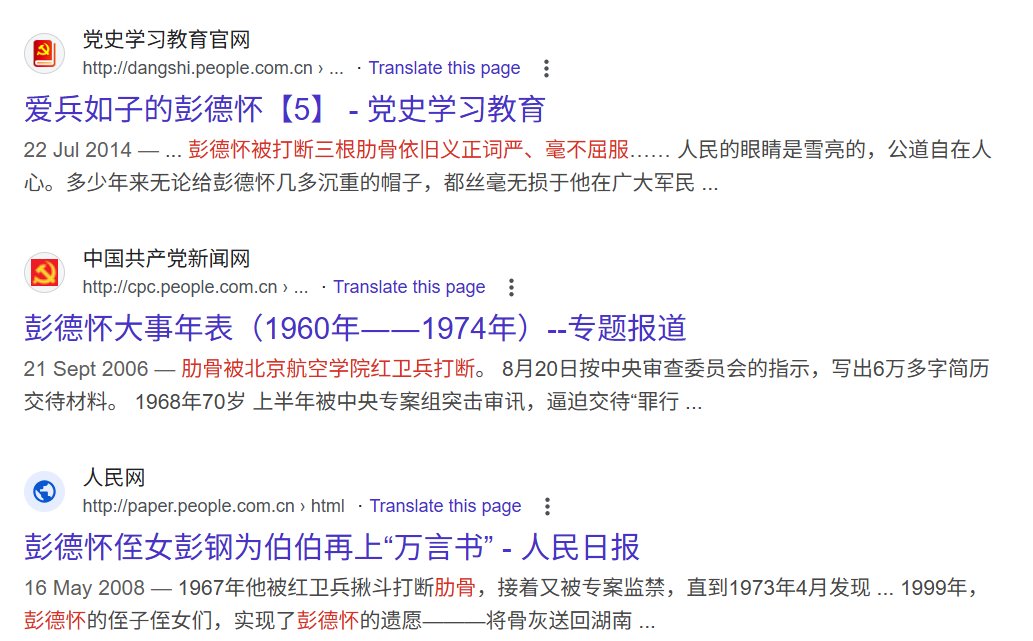 党史学习教育官网
http://dangshi.people.com.cn › ... · Translate this page
爱兵如子的彭德怀【5】 - 党史学习教育
22 Jul 2014 — ... 彭德怀被打断三根肋骨依旧义正词严、毫不屈服…… 人民的眼睛是雪亮的，公道自在人
心。多少年来无论给彭德怀几多沉重的帽子，都丝毫无损于他在广大军民 ...
中国共产党新闻网
http://cpc.people.com.cn › ... · Translate this page
彭德怀大事年表（1960年——1974年）--专题报道
21 Sept 2006 — 肋骨被北京航空学院红卫兵打断。 8月20日按中央审查委员会的指示，写出6万多字简历
交待材料。 1968年70岁 上半年被中央专案组突击审讯，逼迫交待“罪行 ...
人民网
http://paper.people.com.cn › html · Translate this page
彭德怀侄女彭钢为伯伯再上“万言书” - 人民日报
16 May 2008 — 1967年他被红卫兵揪斗打断肋骨，接着又被专案监禁，直到1973年4月发现 ... 1999年，
彭德怀的侄子侄女们，实现了彭德怀的遗愿———将骨灰送回湖南 ...